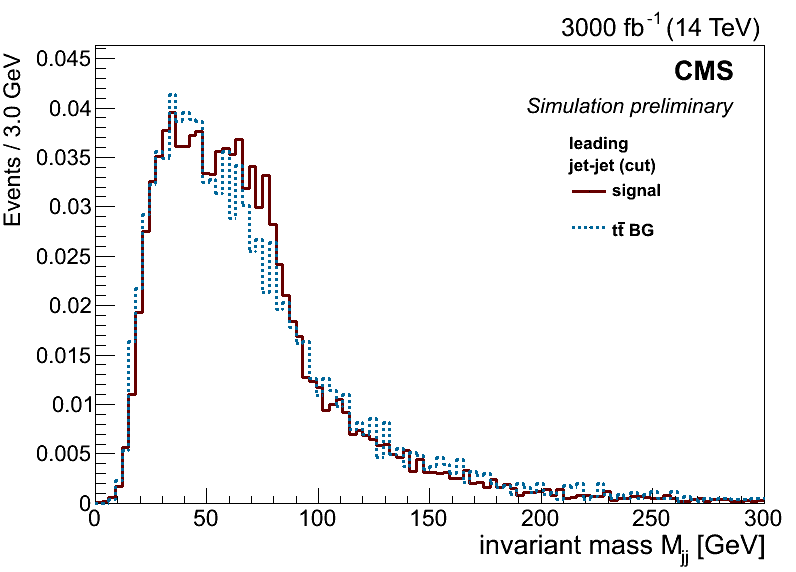 3000 fb⁻¹ (14 TeV)
CMS
Simulation preliminary
leading
jet-jet (cut)
signal
tt̄ BG
Events / 3.0 GeV
0.045
0.04
0.035
0.03
0.025
0.02
0.015
0.01
0.005
0
0 50 100 150 200 250 300
invariant mass M_jj [GeV]